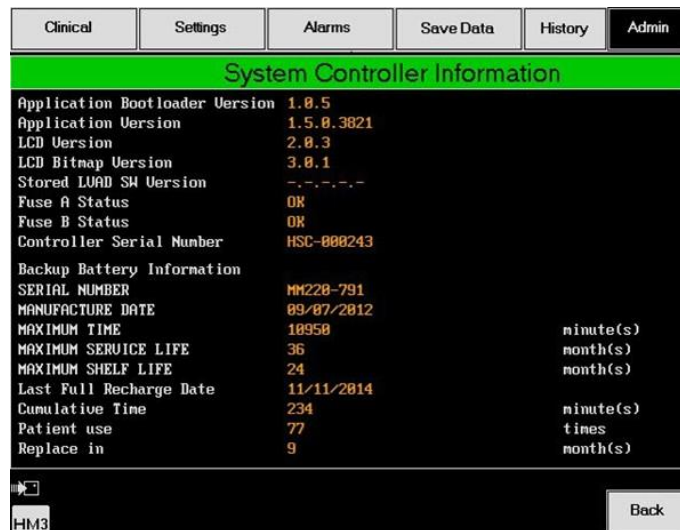 Clinical Settings Alarms Save Data History Admin
System Controller Information
Application Bootloader Version 1.0.5
Application Version 1.5.0.3821
LCD Version 2.0.3
LCD Bitmap Version 3.0.1
Stored LVAD SW Version -.-.-.-.-
Fuse A Status OK
Fuse B Status OK
Controller Serial Number HSC-000243
Backup Battery Information
SERIAL NUMBER MM220-791
MANUFACTURE DATE 09/07/2012
MAXIMUM TIME 10950 minute(s)
MAXIMUM SERVICE LIFE 36 month(s)
MAXIMUM SHELF LIFE 24 month(s)
Last Full Recharge Date 11/11/2014
Cumulative Time 234 minute(s)
Patient use 77 times
Replace in 9 month(s)
HM3 Back